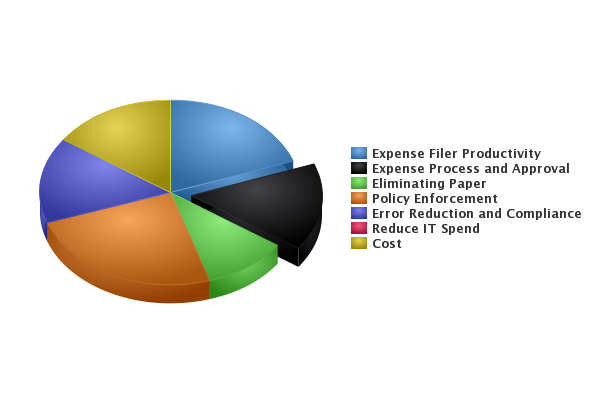 Expense Filer Productivity
Expense Process and Approval
Eliminating Paper
Policy Enforcement
Error Reduction and Compliance
Reduce IT Spend
Cost